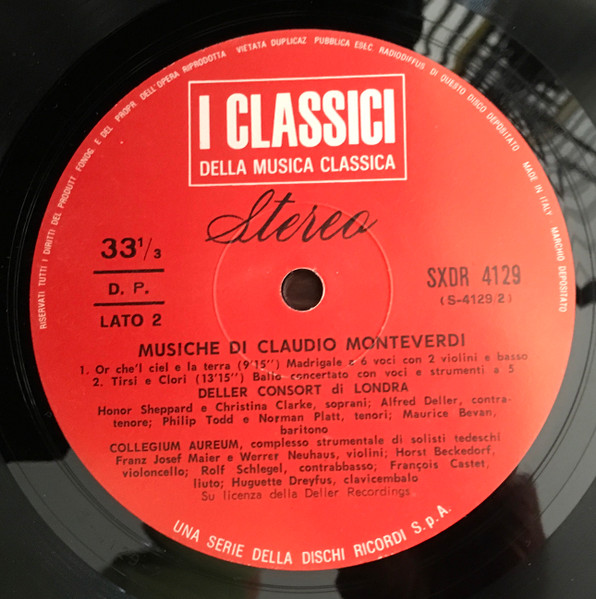 RISERVATI TUTTI I DIRITTI DEL PRODUTT FONOG. E DEL PROPR. DELL'OPERA RIPRODOTTA VIETATA DUPLICAZ PUBBLICA ESEC RADIODIFFUS DI QUESTO DISCO DEPOSITATO MADE IN ITALY MARCHIO DEPOSITATO
I CLASSICI
DELLA MUSICA CLASSICA
Stereo
33 1/3
D. P.
LATO 2
SXDR 4129
(S-4129/2)
MUSICHE DI CLAUDIO MONTEVERDI
1. Or che'l ciel e la terra (9'15'') Madrigale a 6 voci con 2 violini e basso
2. Tirsi e Clori (13'15'') Ballo concertato con voci e strumenti a 5
DELLER CONSORT di LONDRA
Honor Sheppard e Christina Clarke, soprani; Alfred Deller, contra-
tenore; Philip Todd e Norman Platt, tenori; Maurice Bevan,
baritono
COLLEGIUM AUREUM, complesso strumentale di solisti tedeschi
Franz Josef Maier e Werner Neuhaus, violini; Horst Beckedorf,
violoncello; Rolf Schlegel, contrabbasso; François Castet,
liuto; Huguette Dreyfus, clavicembalo
Su licenza della Deller Recordings
UNA SERIE DELLA DISCHI RICORDI S.p.A.